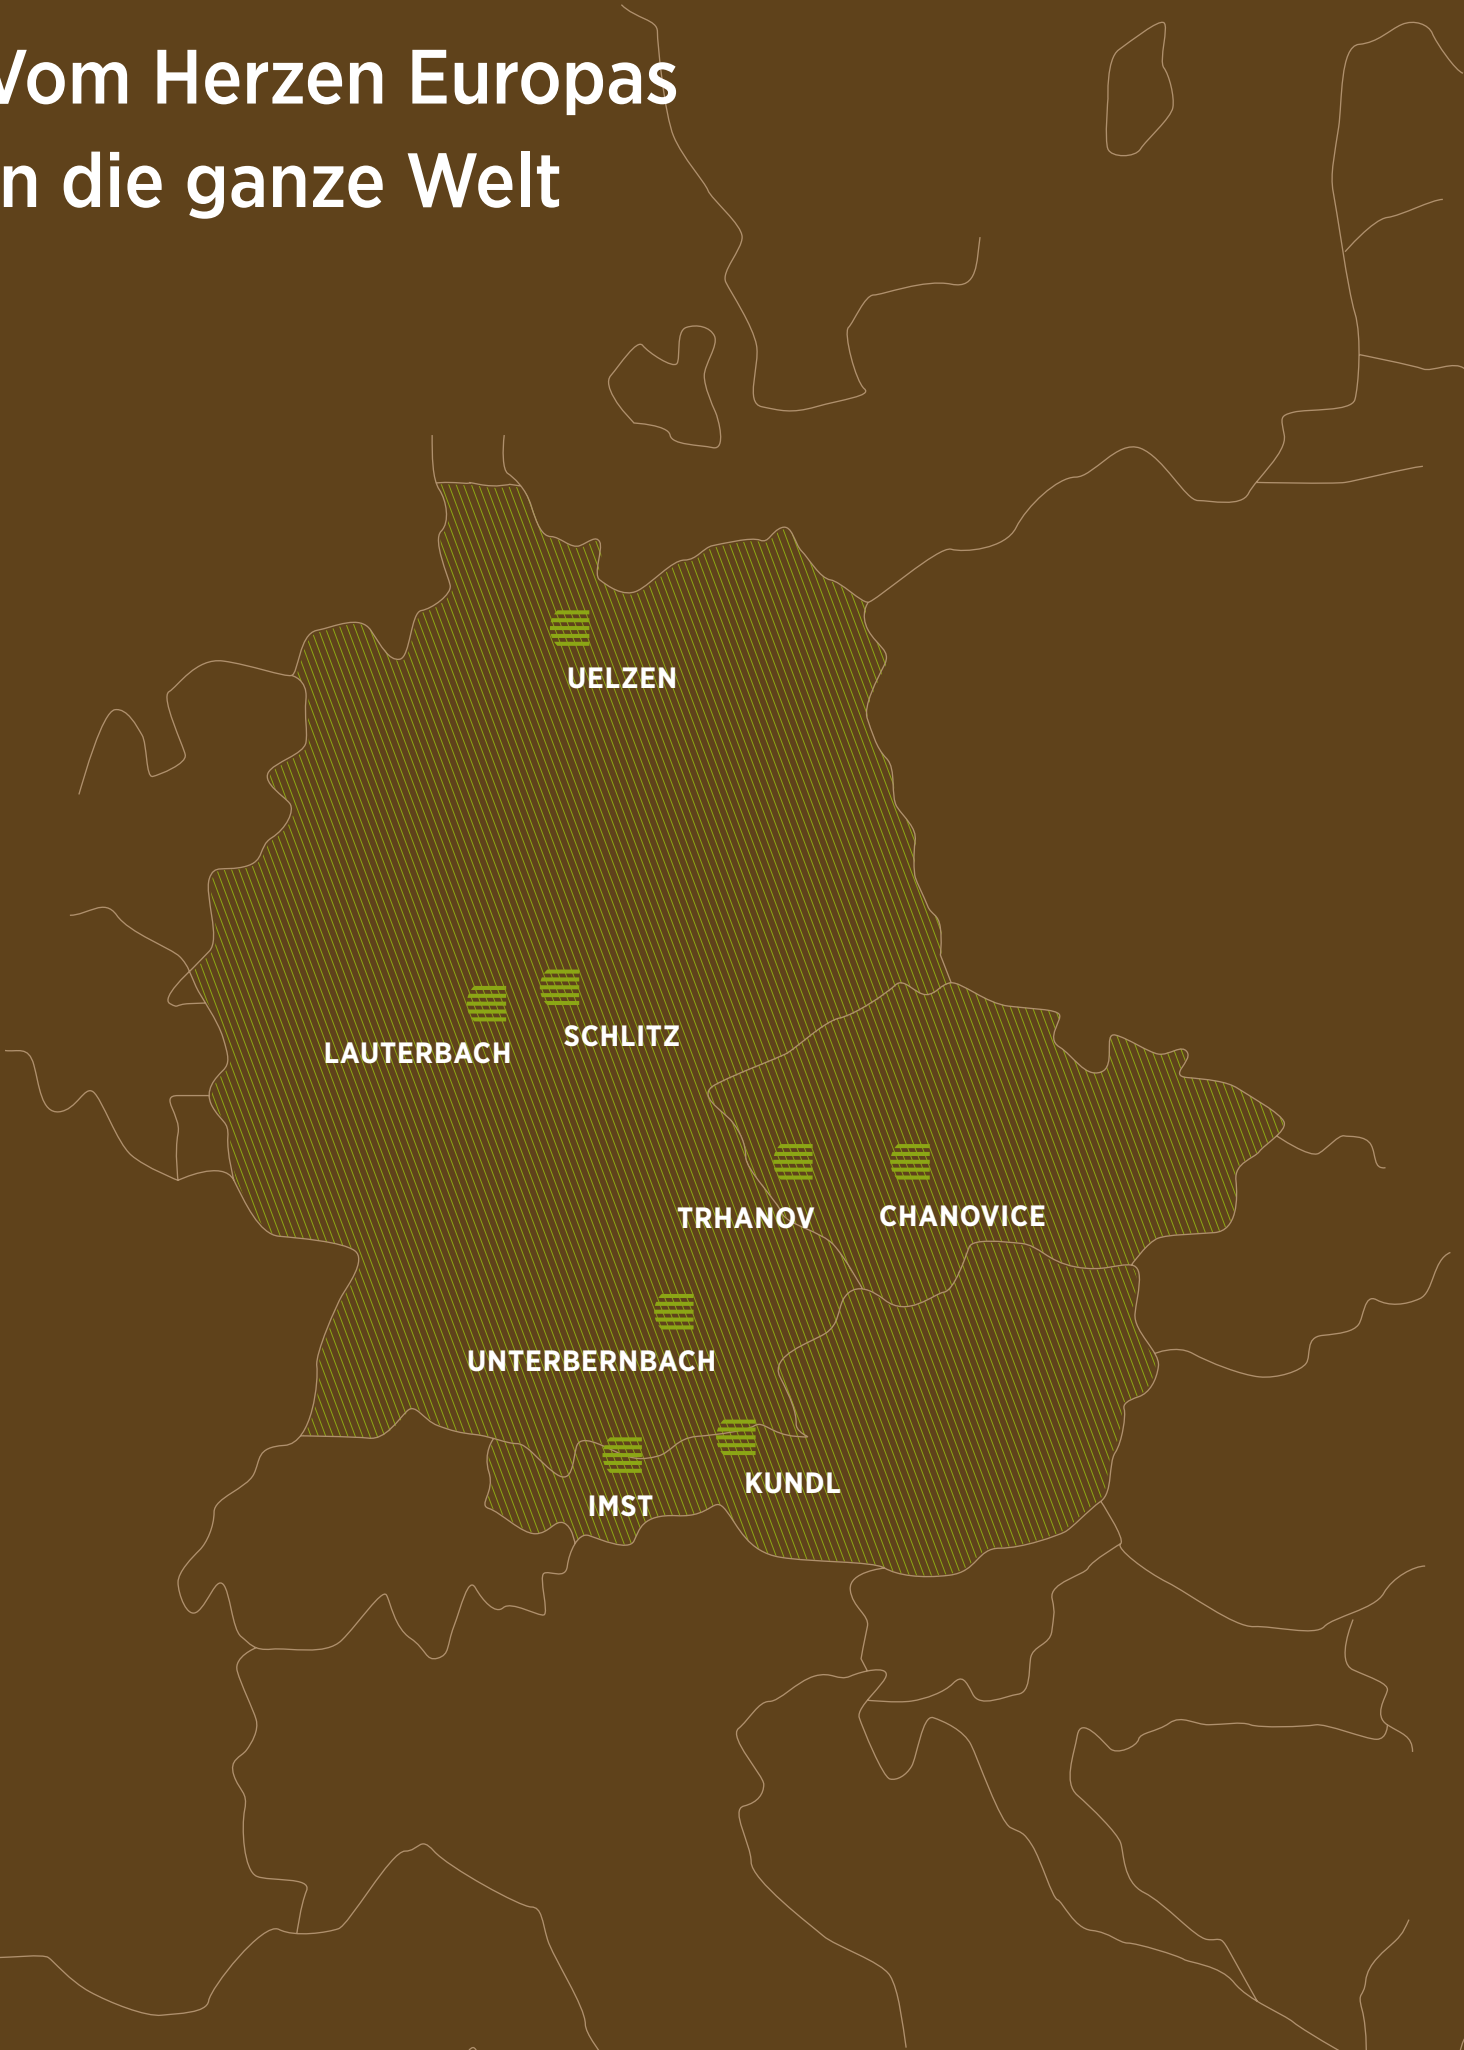 Vom Herzen Europas
n die ganze Welt
UELZEN
SCHLITZ
LAUTERBACH
TRHANOV
CHANOVICE
UNTERBERNBACH
KUNDL
IMST